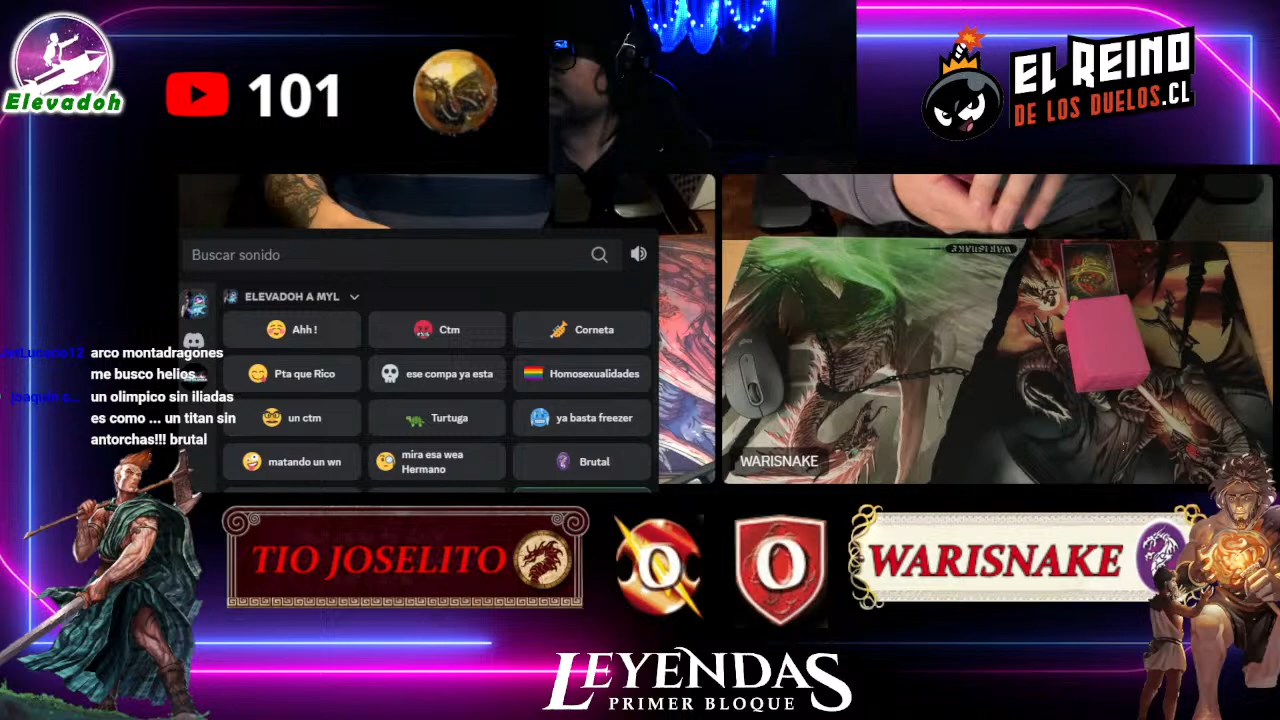 Elevadoh
101
EL REINO
DE LOS DUELOS.CL
Buscar sonido
ELEVADOH A MYL
Ahh !
Ctm
Corneta
Pta que Rico
ese compa ya esta
Homosexualidades
un ctm
Turtuga
ya basta freezer
matando un wn
mira esa wea
Hermano
Brutal
arco montadragones
me busco helios
un olimpico sin iliadas
es como ... un titan sin
antorchas!!! brutal
WARISNAKE
WARISNAKE
TIO JOSELITO
0
0
WARISNAKE
LEYENDAS
PRIMER BLOQUE